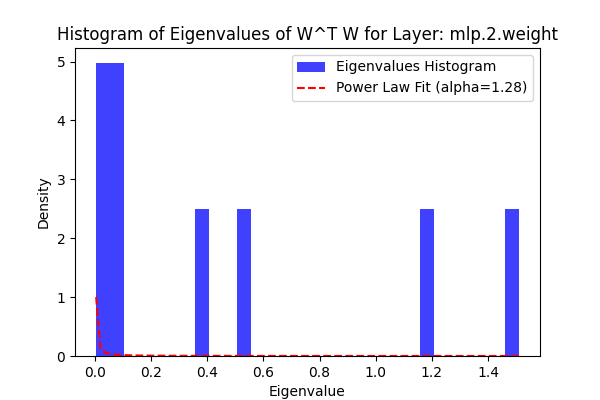 Histogram of Eigenvalues of W^T W for Layer: mlp.2.weight
Eigenvalues Histogram
Power Law Fit (alpha=1.28)
5
4
3
2
1
0
Density
0.0 0.2 0.4 0.6 0.8 1.0 1.2 1.4
Eigenvalue